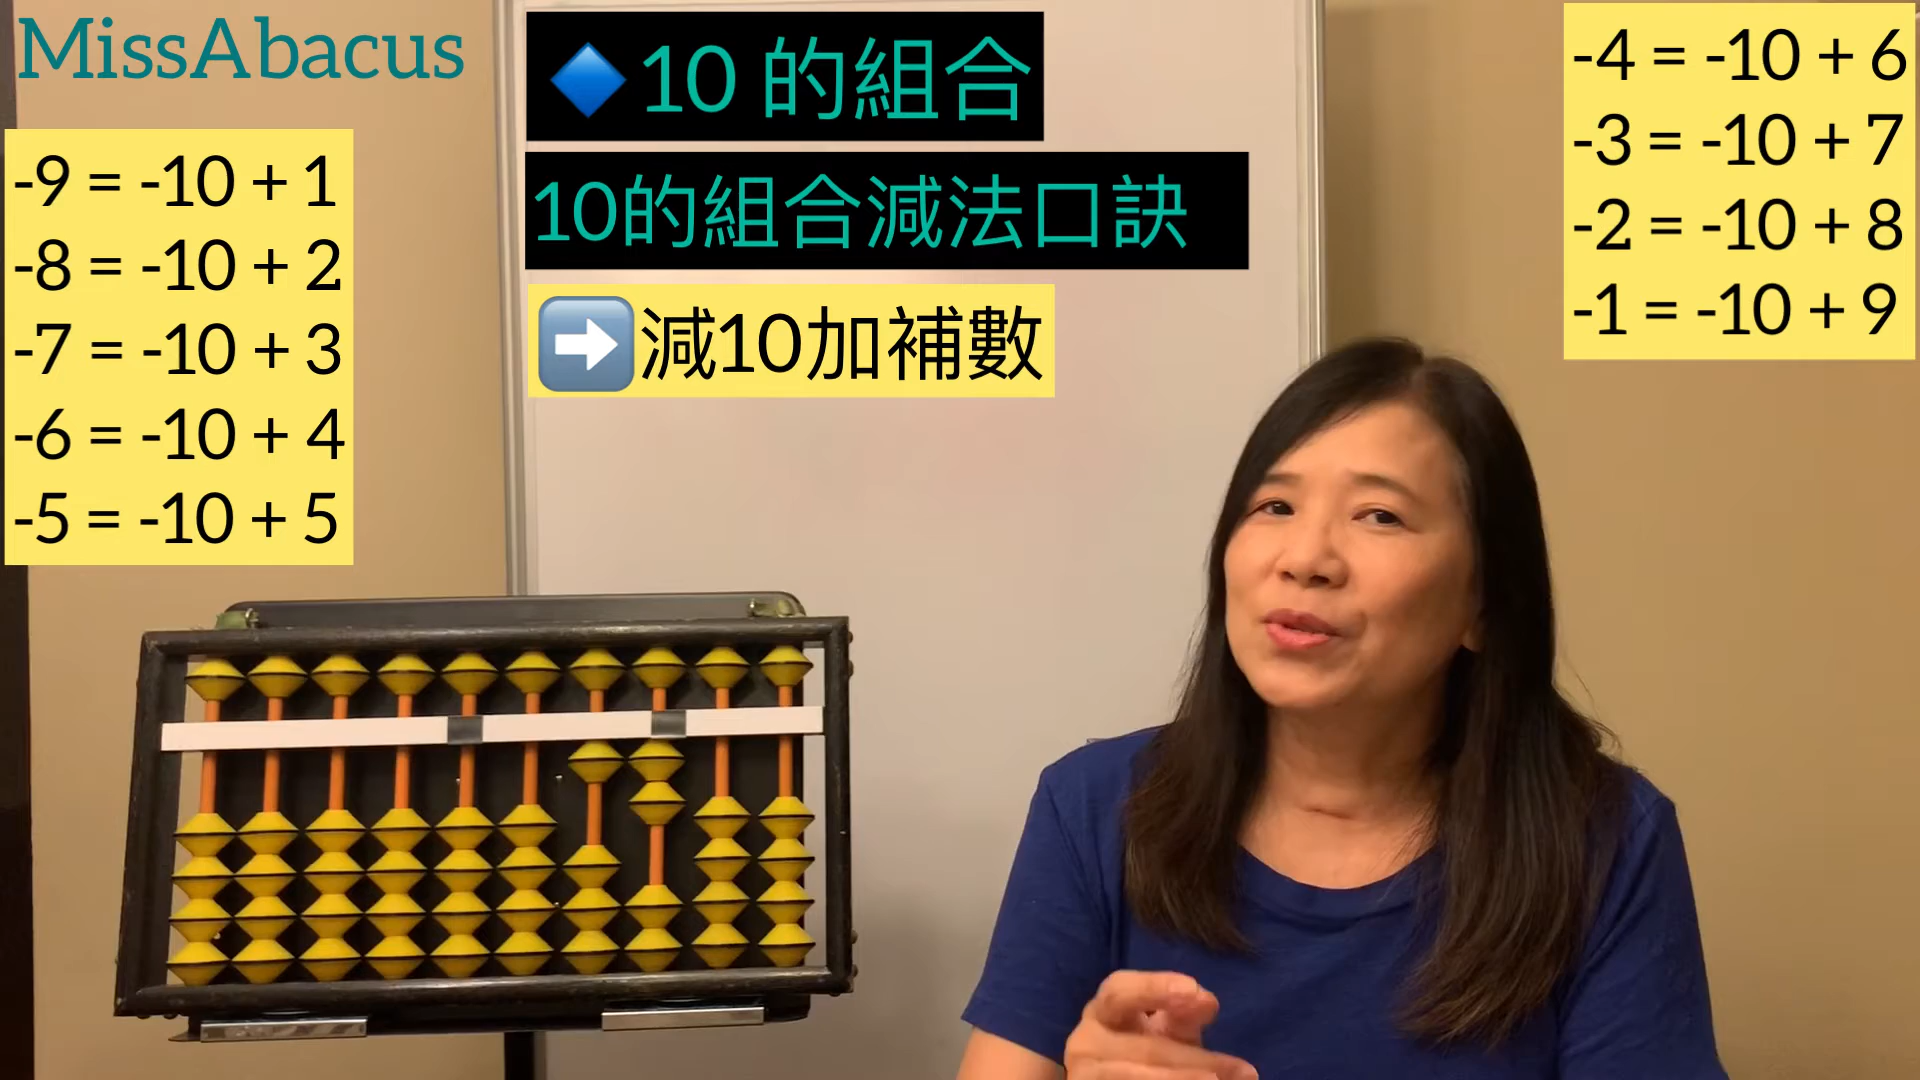 MissAbacus
🔷10 的組合
10的組合減法口訣
➡️減10加補數
-9 = -10 + 1
-8 = -10 + 2
-7 = -10 + 3
-6 = -10 + 4
-5 = -10 + 5
-4 = -10 + 6
-3 = -10 + 7
-2 = -10 + 8
-1 = -10 + 9